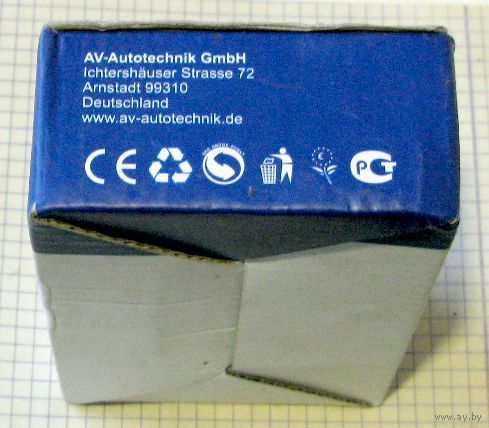 AV-Autotechnik GmbH
Ichtershäuser Strasse 72
Arnstadt 99310
Deutschland
www.av-autotechnik.de
CE
PCT
www.ay.by